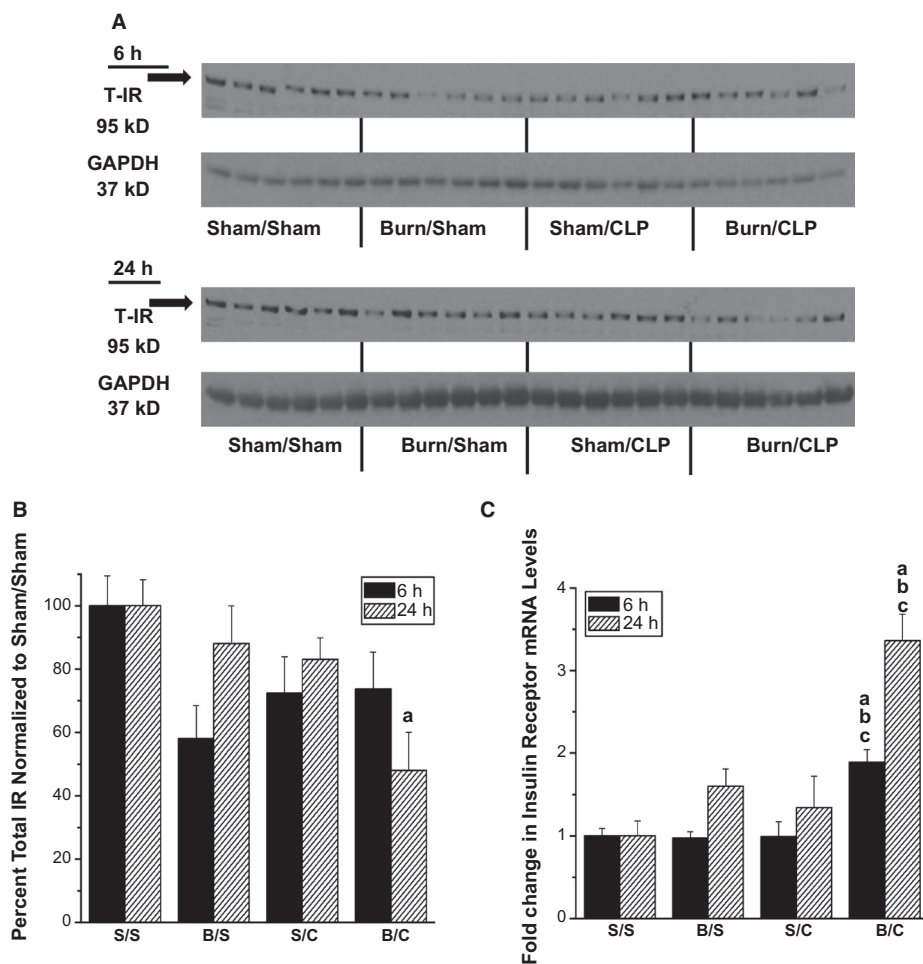 A
6 h
T-IR
95 kD
GAPDH
37 kD
Sham/Sham Burn/Sham Sham/CLP Burn/CLP
24 h
T-IR
95 kD
GAPDH
37 kD
Sham/Sham Burn/Sham Sham/CLP Burn/CLP
B
Percent Total IR Normalized to Sham/Sham
100
80
60
40
20
0
6 h
24 h
a
S/S B/S S/C B/C
C
Fold change in Insulin Receptor mRNA Levels
4
3
2
1
0
6 h
24 h
a
b
c
a
b
c
S/S B/S S/C B/C